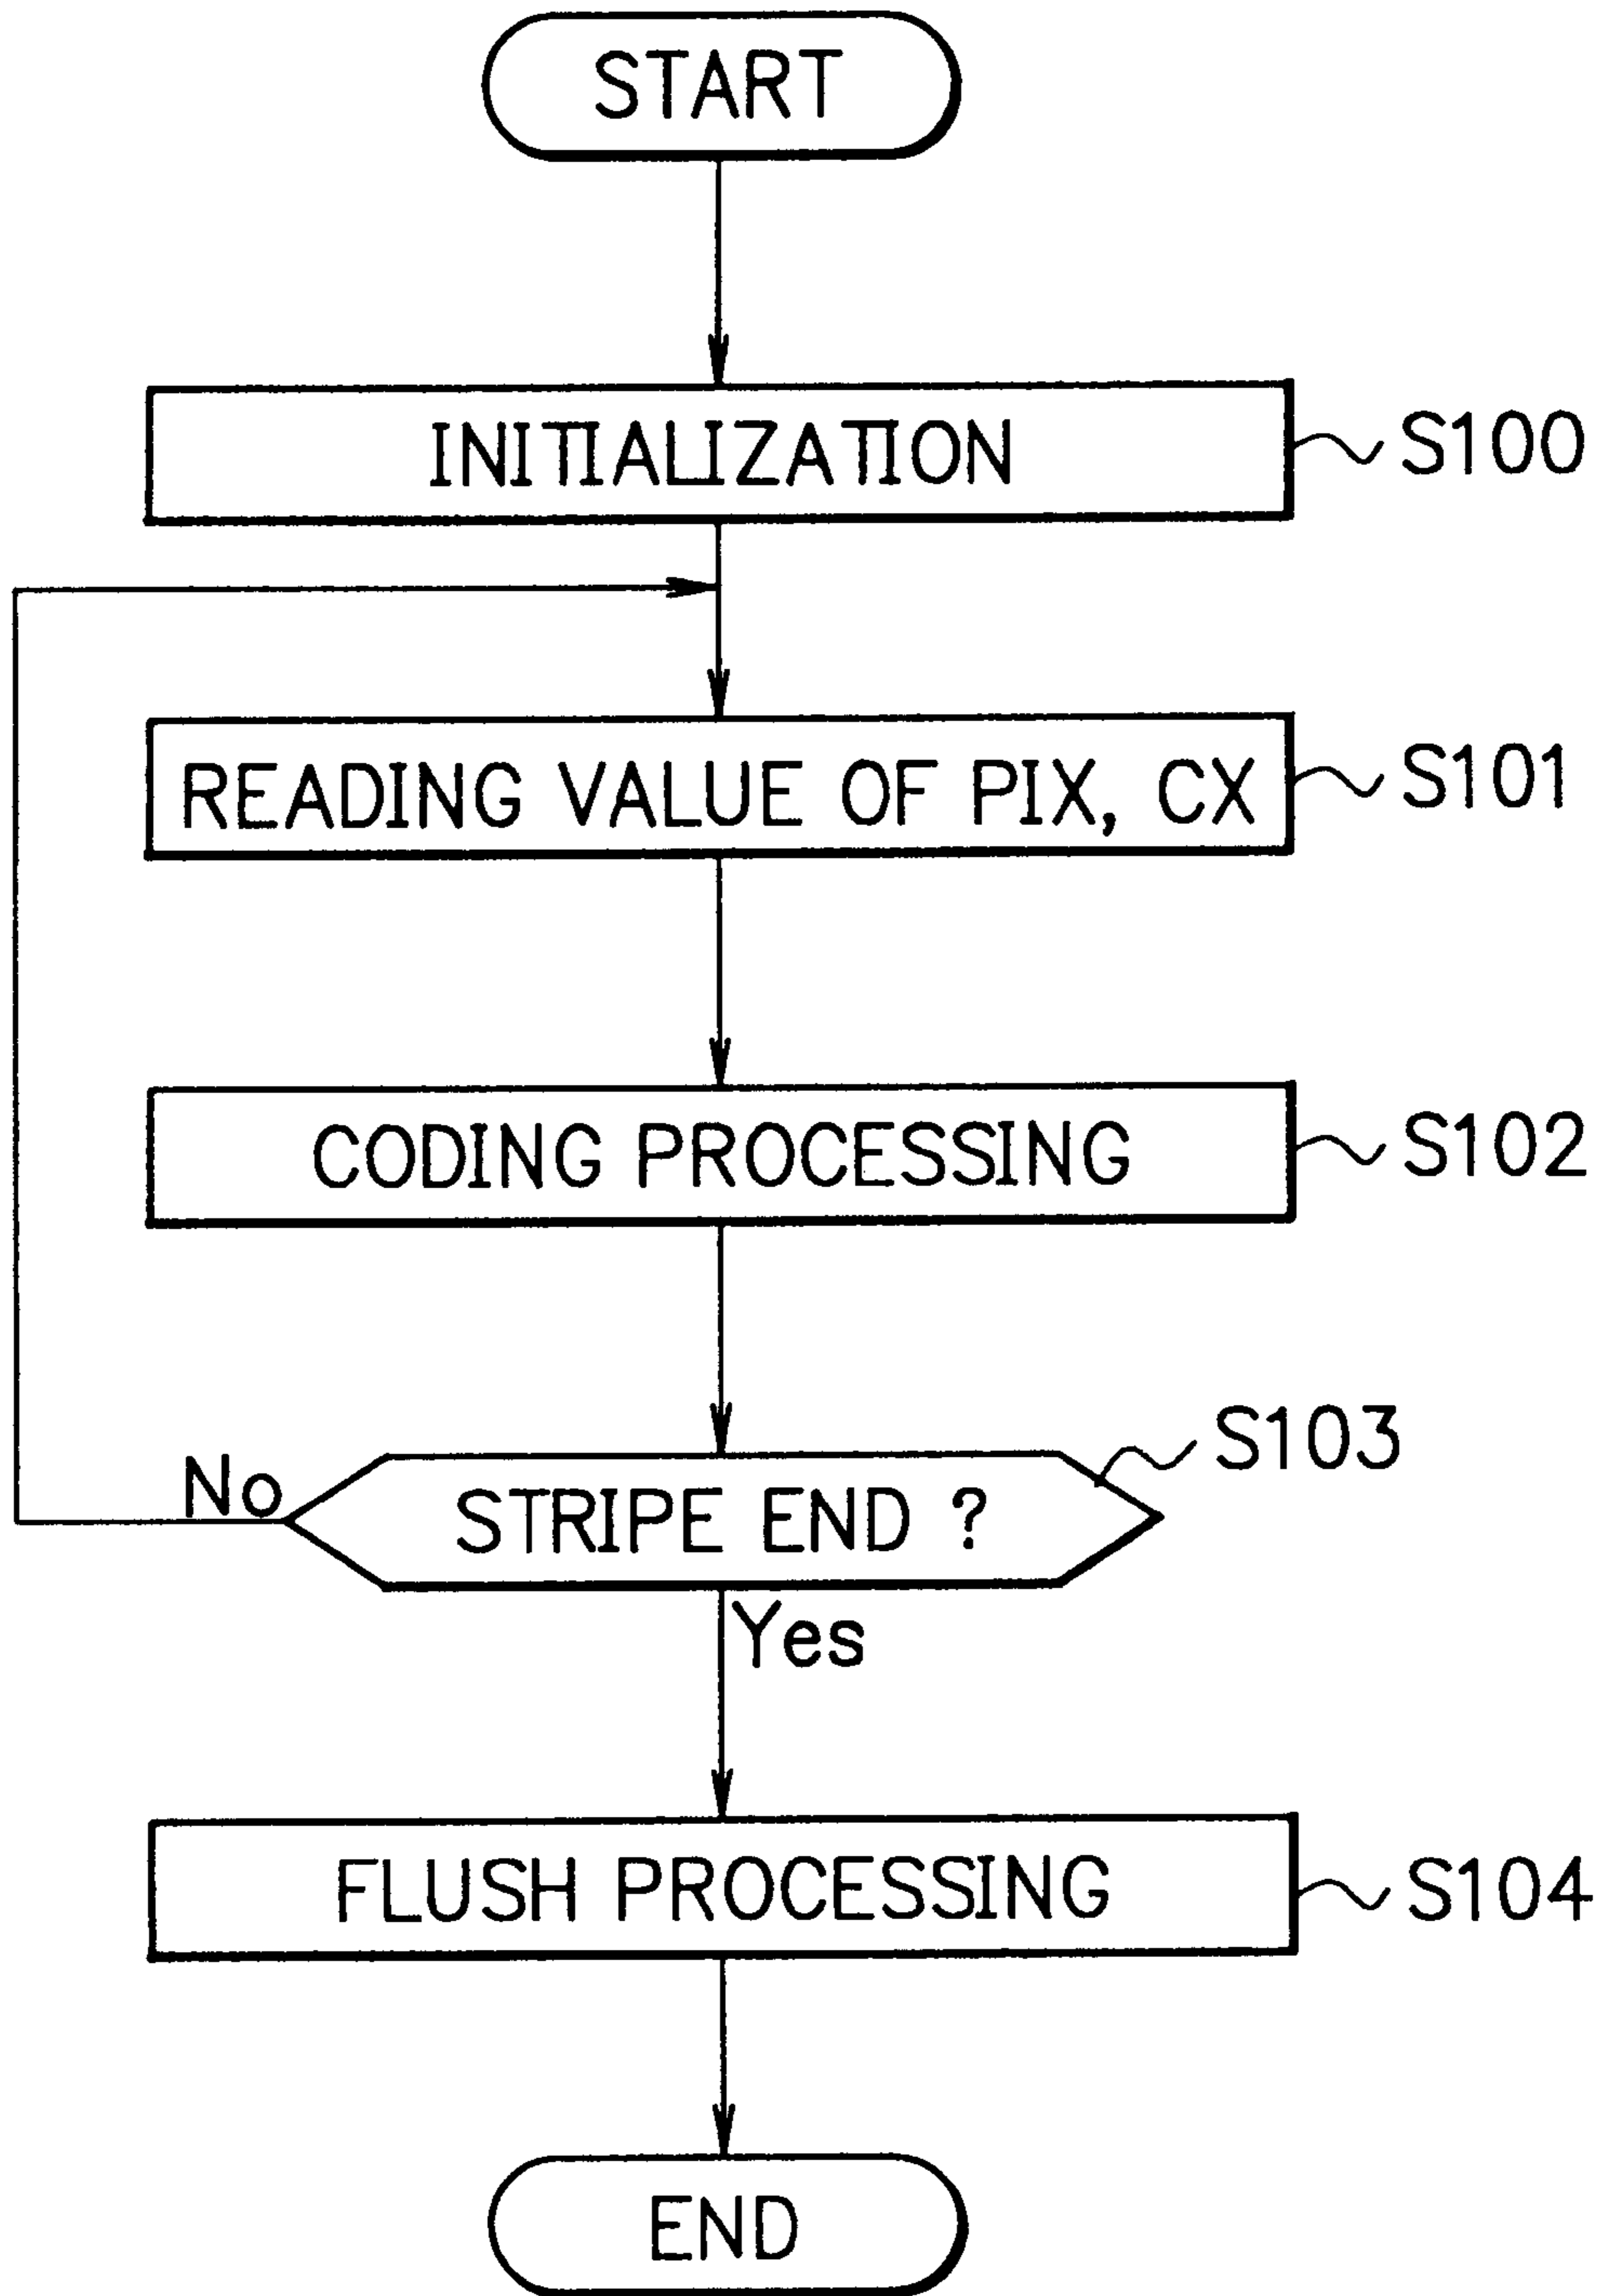 START
INITIALIZATION
S100
READING VALUE OF PIX, CX
S101
CODING PROCESSING
S102
S103
No
STRIPE END ?
Yes
FLUSH PROCESSING
S104
END